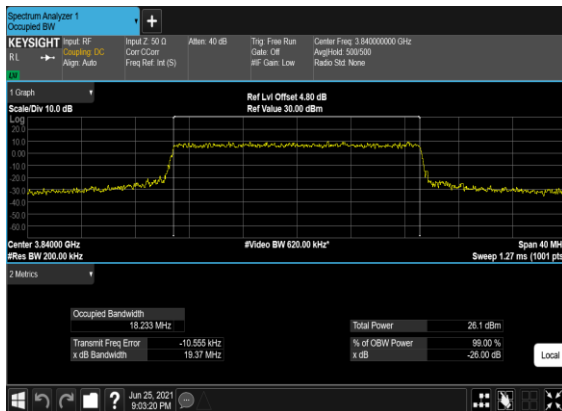 Spectrum Analyzer 1
Occupied BW
KEYSIGHT Input: RF Input Z: 50 Ω Atten: 40 dB Trig: Free Run Center Freq: 3.840000000 GHz
RL Coupling: DC Corr CCorr Gate: Off Avg|Hold: 500/500
Align: Auto Freq Ref: Int (S) #IF Gain: Low Radio Std: None
1 Graph
Ref Lvl Offset 4.80 dB
Scale/Div 10.0 dB Ref Value 30.00 dBm
Log
20.0
10.0
0.00
-10.0
-20.0
-30.0
-40.0
-50.0
-60.0
Center 3.84000 GHz #Video BW 620.00 kHz* Span 40 MH
#Res BW 200.00 kHz Sweep 1.27 ms (1001 pts
2 Metrics
Occupied Bandwidth
18.233 MHz Total Power 26.1 dBm
Transmit Freq Error -10.555 kHz % of OBW Power 99.00 %
x dB Bandwidth 19.37 MHz x dB -26.00 dB
Local
Jun 25, 2021
9:03:20 PM